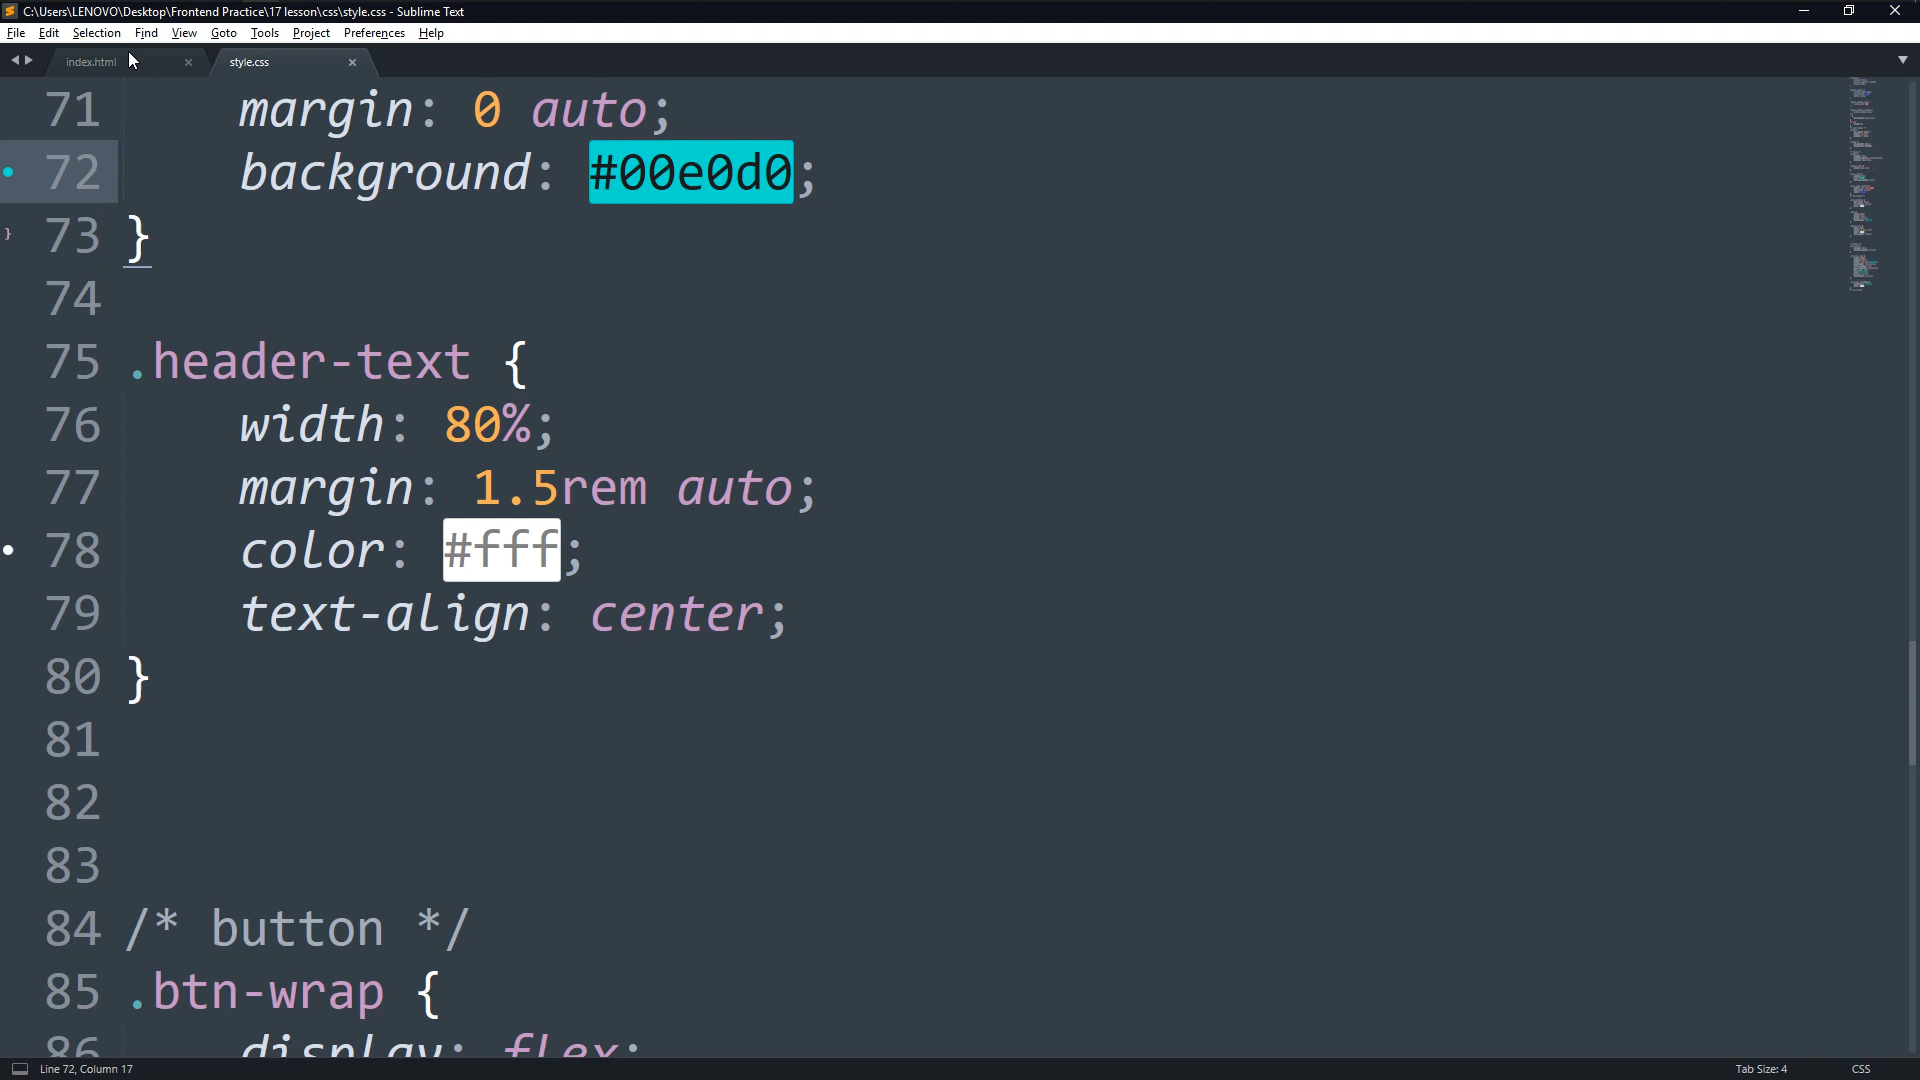 C:\Users\LENOVO\Desktop\Frontend Practice\17 lesson\css\style.css - Sublime Text
File Edit Selection Find View Goto Tools Project Preferences Help
index.html style.css
71 margin: 0 auto;
72 background: #00e0d0;
73 }
74
75 .header-text {
76 width: 80%;
77 margin: 1.5rem auto;
78 color: #fff;
79 text-align: center;
80 }
81
82
83
84 /* button */
85 .btn-wrap {
86 display: flex;
Line 72, Column 17 Tab Size: 4 CSS